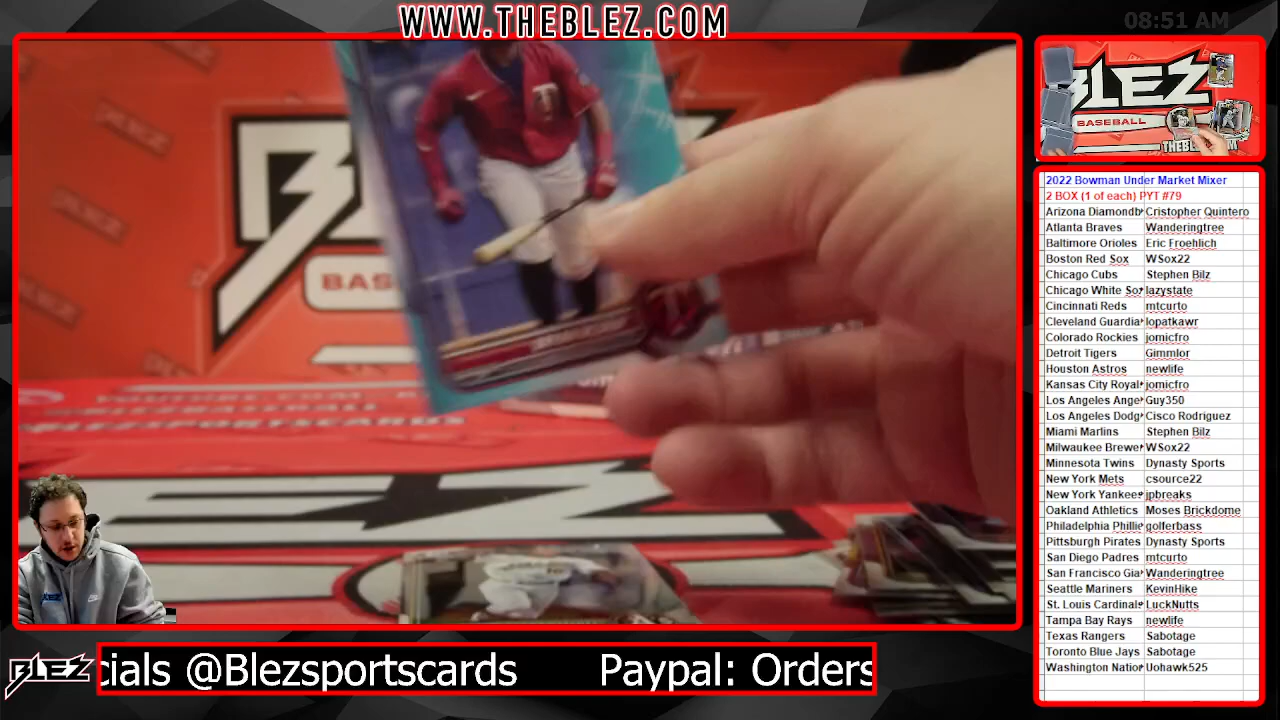 WWW.THEBLEZ.COM
08:51 AM
BLEZ
BASEBALL
THEBLEZ
2022 Bowman Under Market Mixer
2 BOX (1 of each) PYT #79
Arizona Diamondb Cristopher Quintero
Atlanta Braves Wanderingtree
Baltimore Orioles Eric Froehlich
Boston Red Sox WSox22
Chicago Cubs Stephen Bilz
Chicago White Sox lazystate
Cincinnati Reds mtcurto
Cleveland Guardia lopatkawr
Colorado Rockies jomicfro
Detroit Tigers Gimmlor
Houston Astros newlife
Kansas City Royal jomicfro
Los Angeles Ange Guy350
Los Angeles Dodg Cisco Rodriguez
Miami Marlins Stephen Bilz
Milwaukee Brewe WSox22
Minnesota Twins Dynasty Sports
New York Mets csource22
New York Yankees jpbreaks
Oakland Athletics Moses Brickdome
Philadelphia Phillie golferbass
Pittsburgh Pirates Dynasty Sports
San Diego Padres mtcurto
San Francisco Gia Wanderingtree
Seattle Mariners KevinHike
St. Louis Cardinals LuckNutts
Tampa Bay Rays newlife
Texas Rangers Sabotage
Toronto Blue Jays Sabotage
Washington Nation Uohawk525
B
BAS
BLEZ
cials @Blezsportscards Paypal: Orders